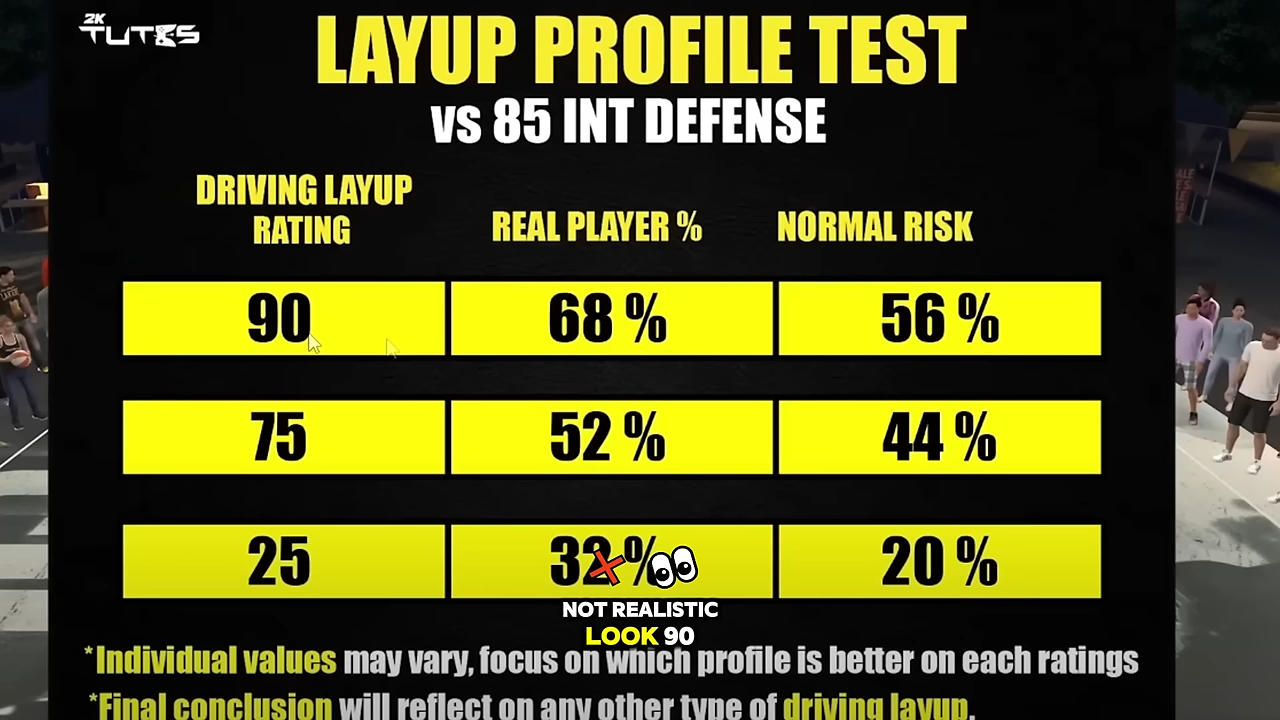 2K
TUTES
LAYUP PROFILE TEST
vs 85 INT DEFENSE
DRIVING LAYUP
RATING
REAL PLAYER %
NORMAL RISK
90
68 %
56 %
75
52 %
44 %
25
32 %
20 %
NOT REALISTIC
LOOK 90
*Individual values may vary, focus on which profile is better on each ratings
*Final conclusion will reflect on any other type of driving layup.